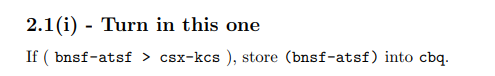 2.1(i) - Turn in this one
If ( bnsf-atsf > csx-kcs ), store (bnsf-atsf) into cbq.